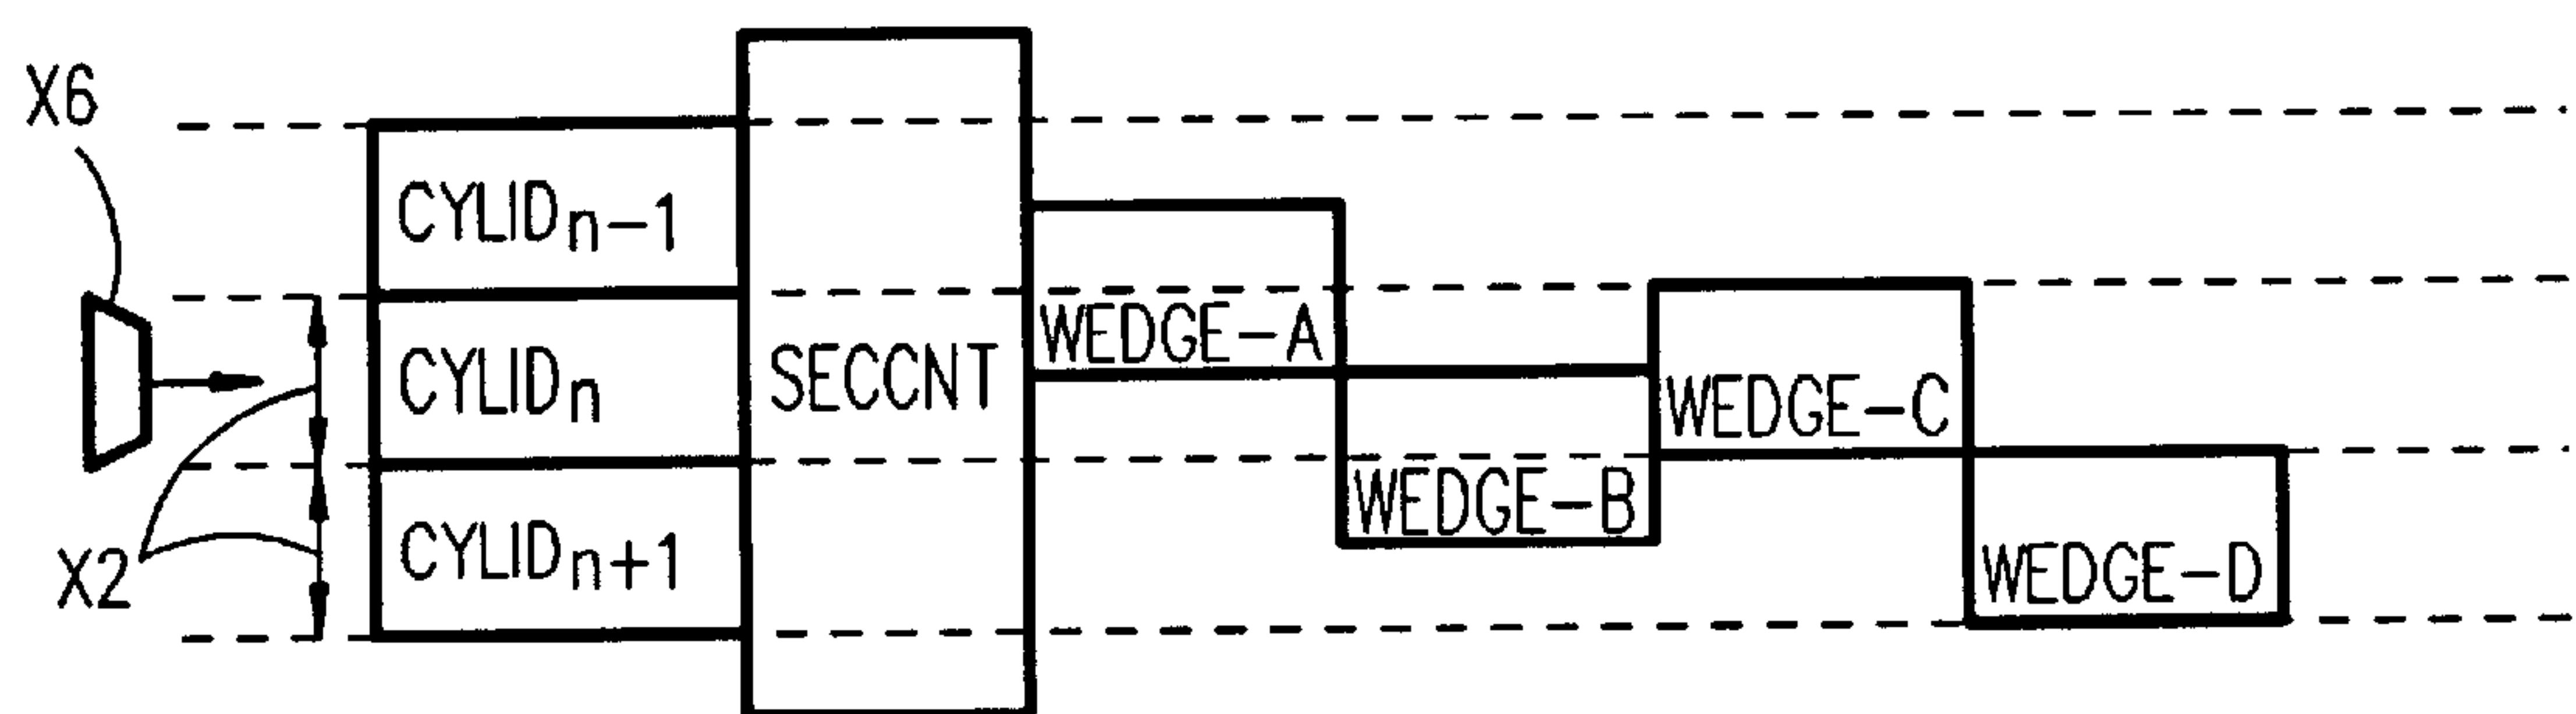 X6
CYLIDn-1
CYLIDn
CYLIDn+1
X2
SECCNT
WEDGE-A
WEDGE-B
WEDGE-C
WEDGE-D